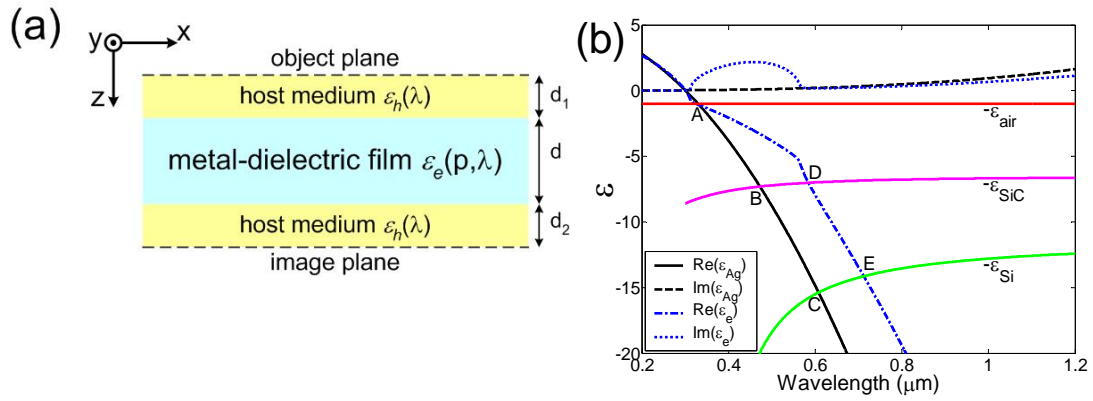 (a)
y
x
z
object plane
host medium εh(λ)
d1
metal-dielectric film εe(p,λ)
d
host medium εh(λ)
d2
image plane
(b)
5
0
-5
-10
-15
-20
ε
A
B
C
D
E
-εair
-εSiC
-εSi
Re(εAg)
Im(εAg)
Re(εe)
Im(εe)
0.2 0.4 0.6 0.8 1 1.2
Wavelength (μm)